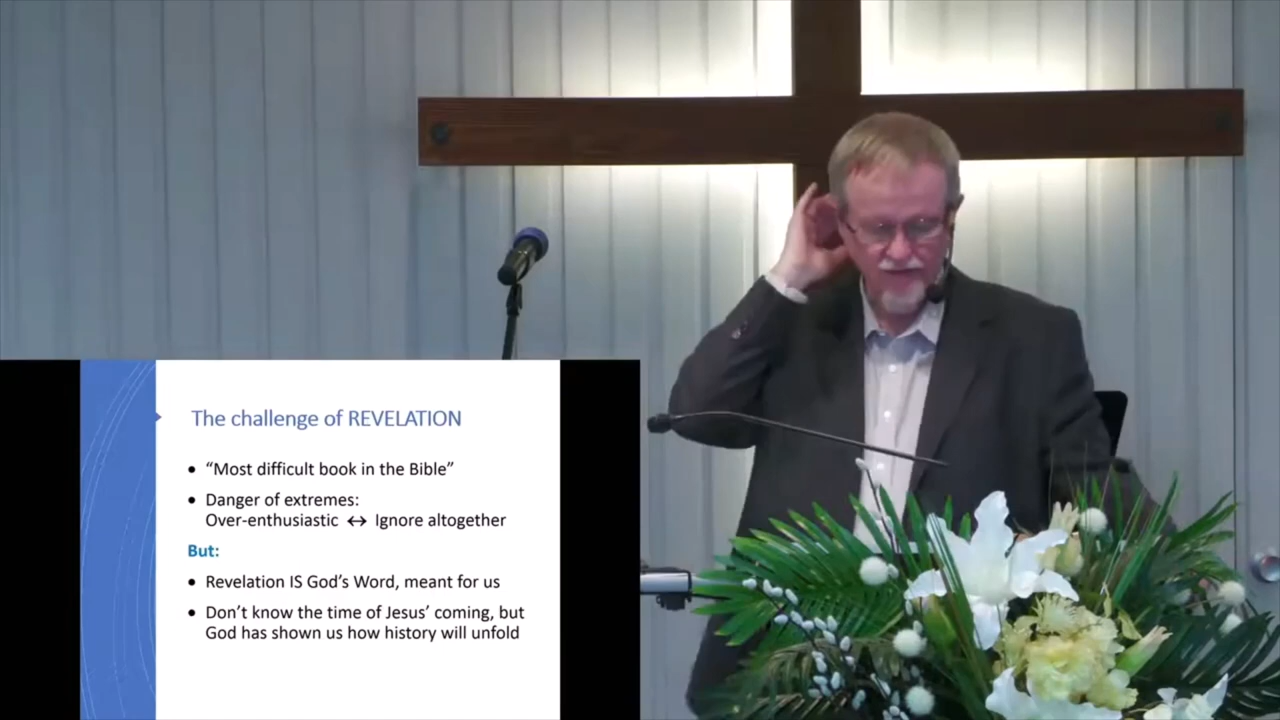 The challenge of REVELATION
• “Most difficult book in the Bible”
• Danger of extremes:
Over-enthusiastic ↔ Ignore altogether
But:
• Revelation IS God’s Word, meant for us
• Don’t know the time of Jesus’ coming, but
God has shown us how history will unfold